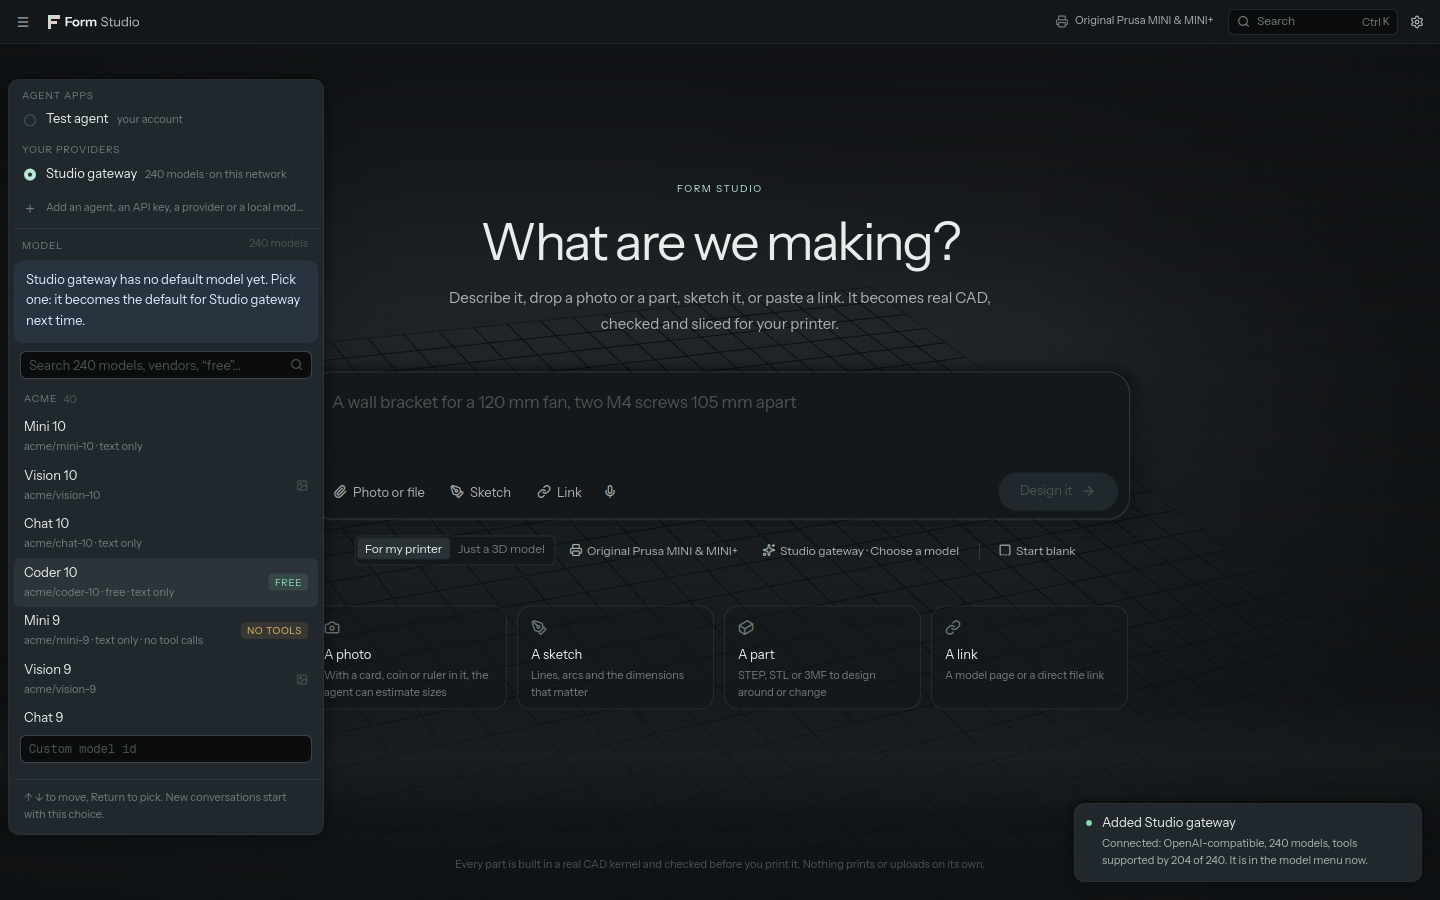 Form Studio
Original Prusa MINI & MINI+
Search
Ctrl K
AGENT APPS
Test agent your account
YOUR PROVIDERS
Studio gateway 240 models · on this network
Add an agent, an API key, a provider or a local mod…
MODEL 240 models
Studio gateway has no default model yet. Pick
one: it becomes the default for Studio gateway
next time.
Search 240 models, vendors, “free”…
ACME 40
Mini 10
acme/mini-10 · text only
Vision 10
acme/vision-10
Chat 10
acme/chat-10 · text only
Coder 10
acme/coder-10 · free · text only
FREE
Mini 9
acme/mini-9 · text only · no tool calls
NO TOOLS
Vision 9
acme/vision-9
Chat 9
Custom model id
↑ ↓ to move, Return to pick. New conversations start
with this choice.
FORM STUDIO
What are we making?
Describe it, drop a photo or a part, sketch it, or paste a link. It becomes real CAD,
checked and sliced for your printer.
A wall bracket for a 120 mm fan, two M4 screws 105 mm apart
Photo or file
Sketch
Link
Design it
For my printer
Just a 3D model
Original Prusa MINI & MINI+
Studio gateway · Choose a model
Start blank
A photo
With a card, coin or ruler in it, the
agent can estimate sizes
A sketch
Lines, arcs and the dimensions
that matter
A part
STEP, STL or 3MF to design
around or change
A link
A model page or a direct file link
Every part is built in a real CAD kernel and checked before you print it. Nothing prints or uploads on its own.
Added Studio gateway
Connected: OpenAI-compatible, 240 models, tools
supported by 204 of 240. It is in the model menu now.